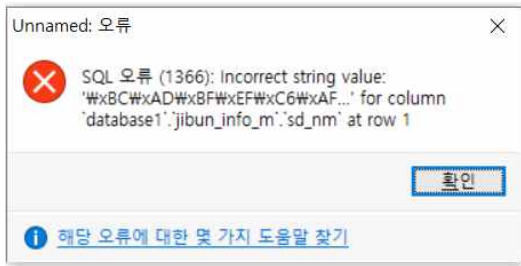 Unnamed: 오류
SQL 오류 (1366): Incorrect string value:
'₩xBC₩xAD₩xBF₩xEF₩xC6₩xAF...' for column
`database1`.`jibun_info_m`.`sd_nm` at row 1
확인
해당 오류에 대한 몇 가지 도움말 찾기